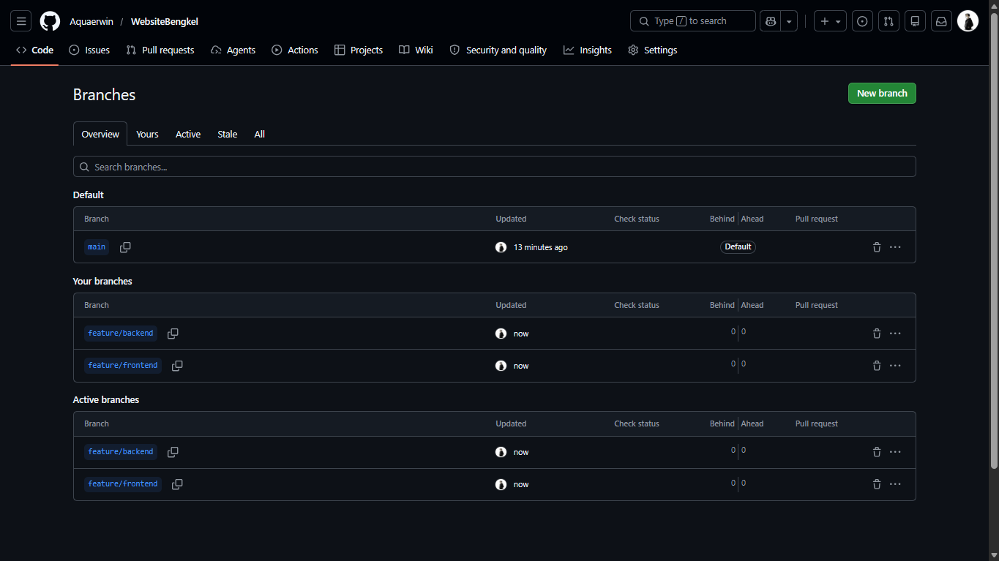 Aquaerwin / WebsiteBengkel Type / to search
Code Issues Pull requests Agents Actions Projects Wiki Security and quality Insights Settings
Branches New branch
Overview Yours Active Stale All
Search branches...
Default
Branch Updated Check status Behind Ahead Pull request
main 13 minutes ago Default
Your branches
Branch Updated Check status Behind Ahead Pull request
feature/backend now 0 0
feature/frontend now 0 0
Active branches
Branch Updated Check status Behind Ahead Pull request
feature/backend now 0 0
feature/frontend now 0 0